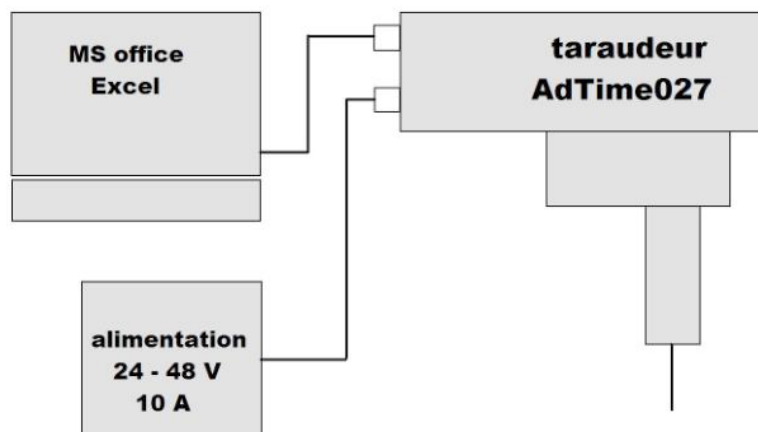 MS office
Excel
taraudeur
AdTime027
alimentation
24 - 48 V
10 A